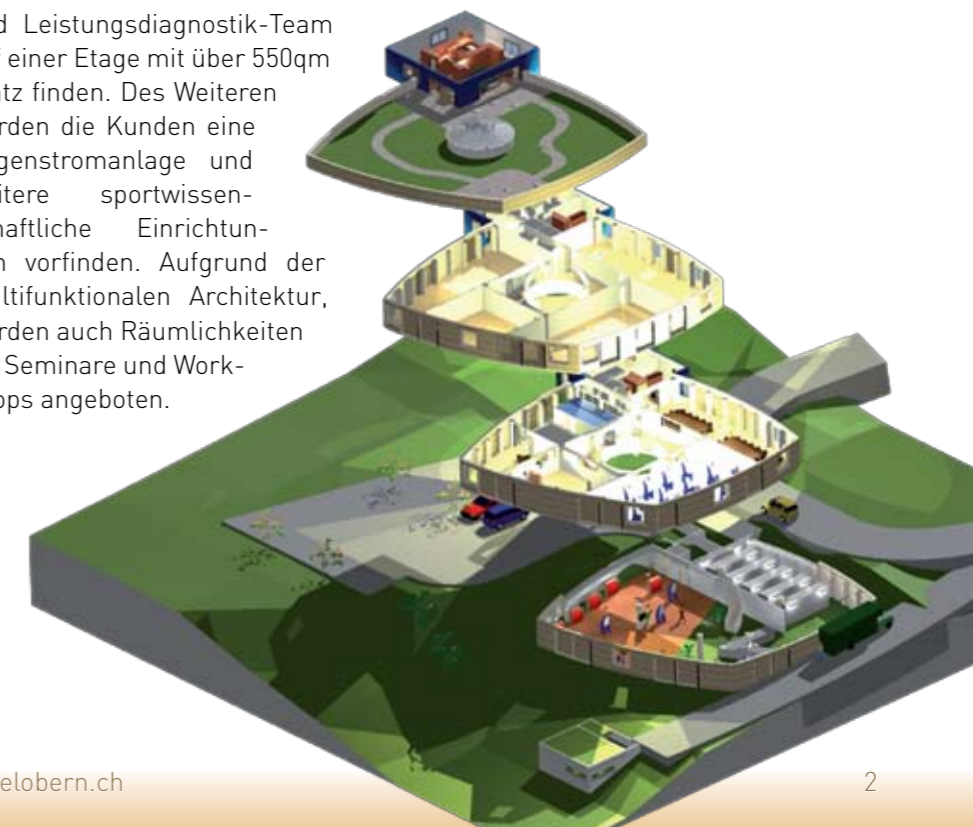 d Leistungsdiagnostik-Team
f einer Etage mit über 550qm
tz finden. Des Weiteren
rden die Kunden eine
genstromanlage und
itere sportwissen-
haftliche Einrichtun-
n vorfinden. Aufgrund der
ltifunktionalen Architektur,
rden auch Räumlichkeiten
Seminare und Work-
ops angeboten.
elobern.ch 2